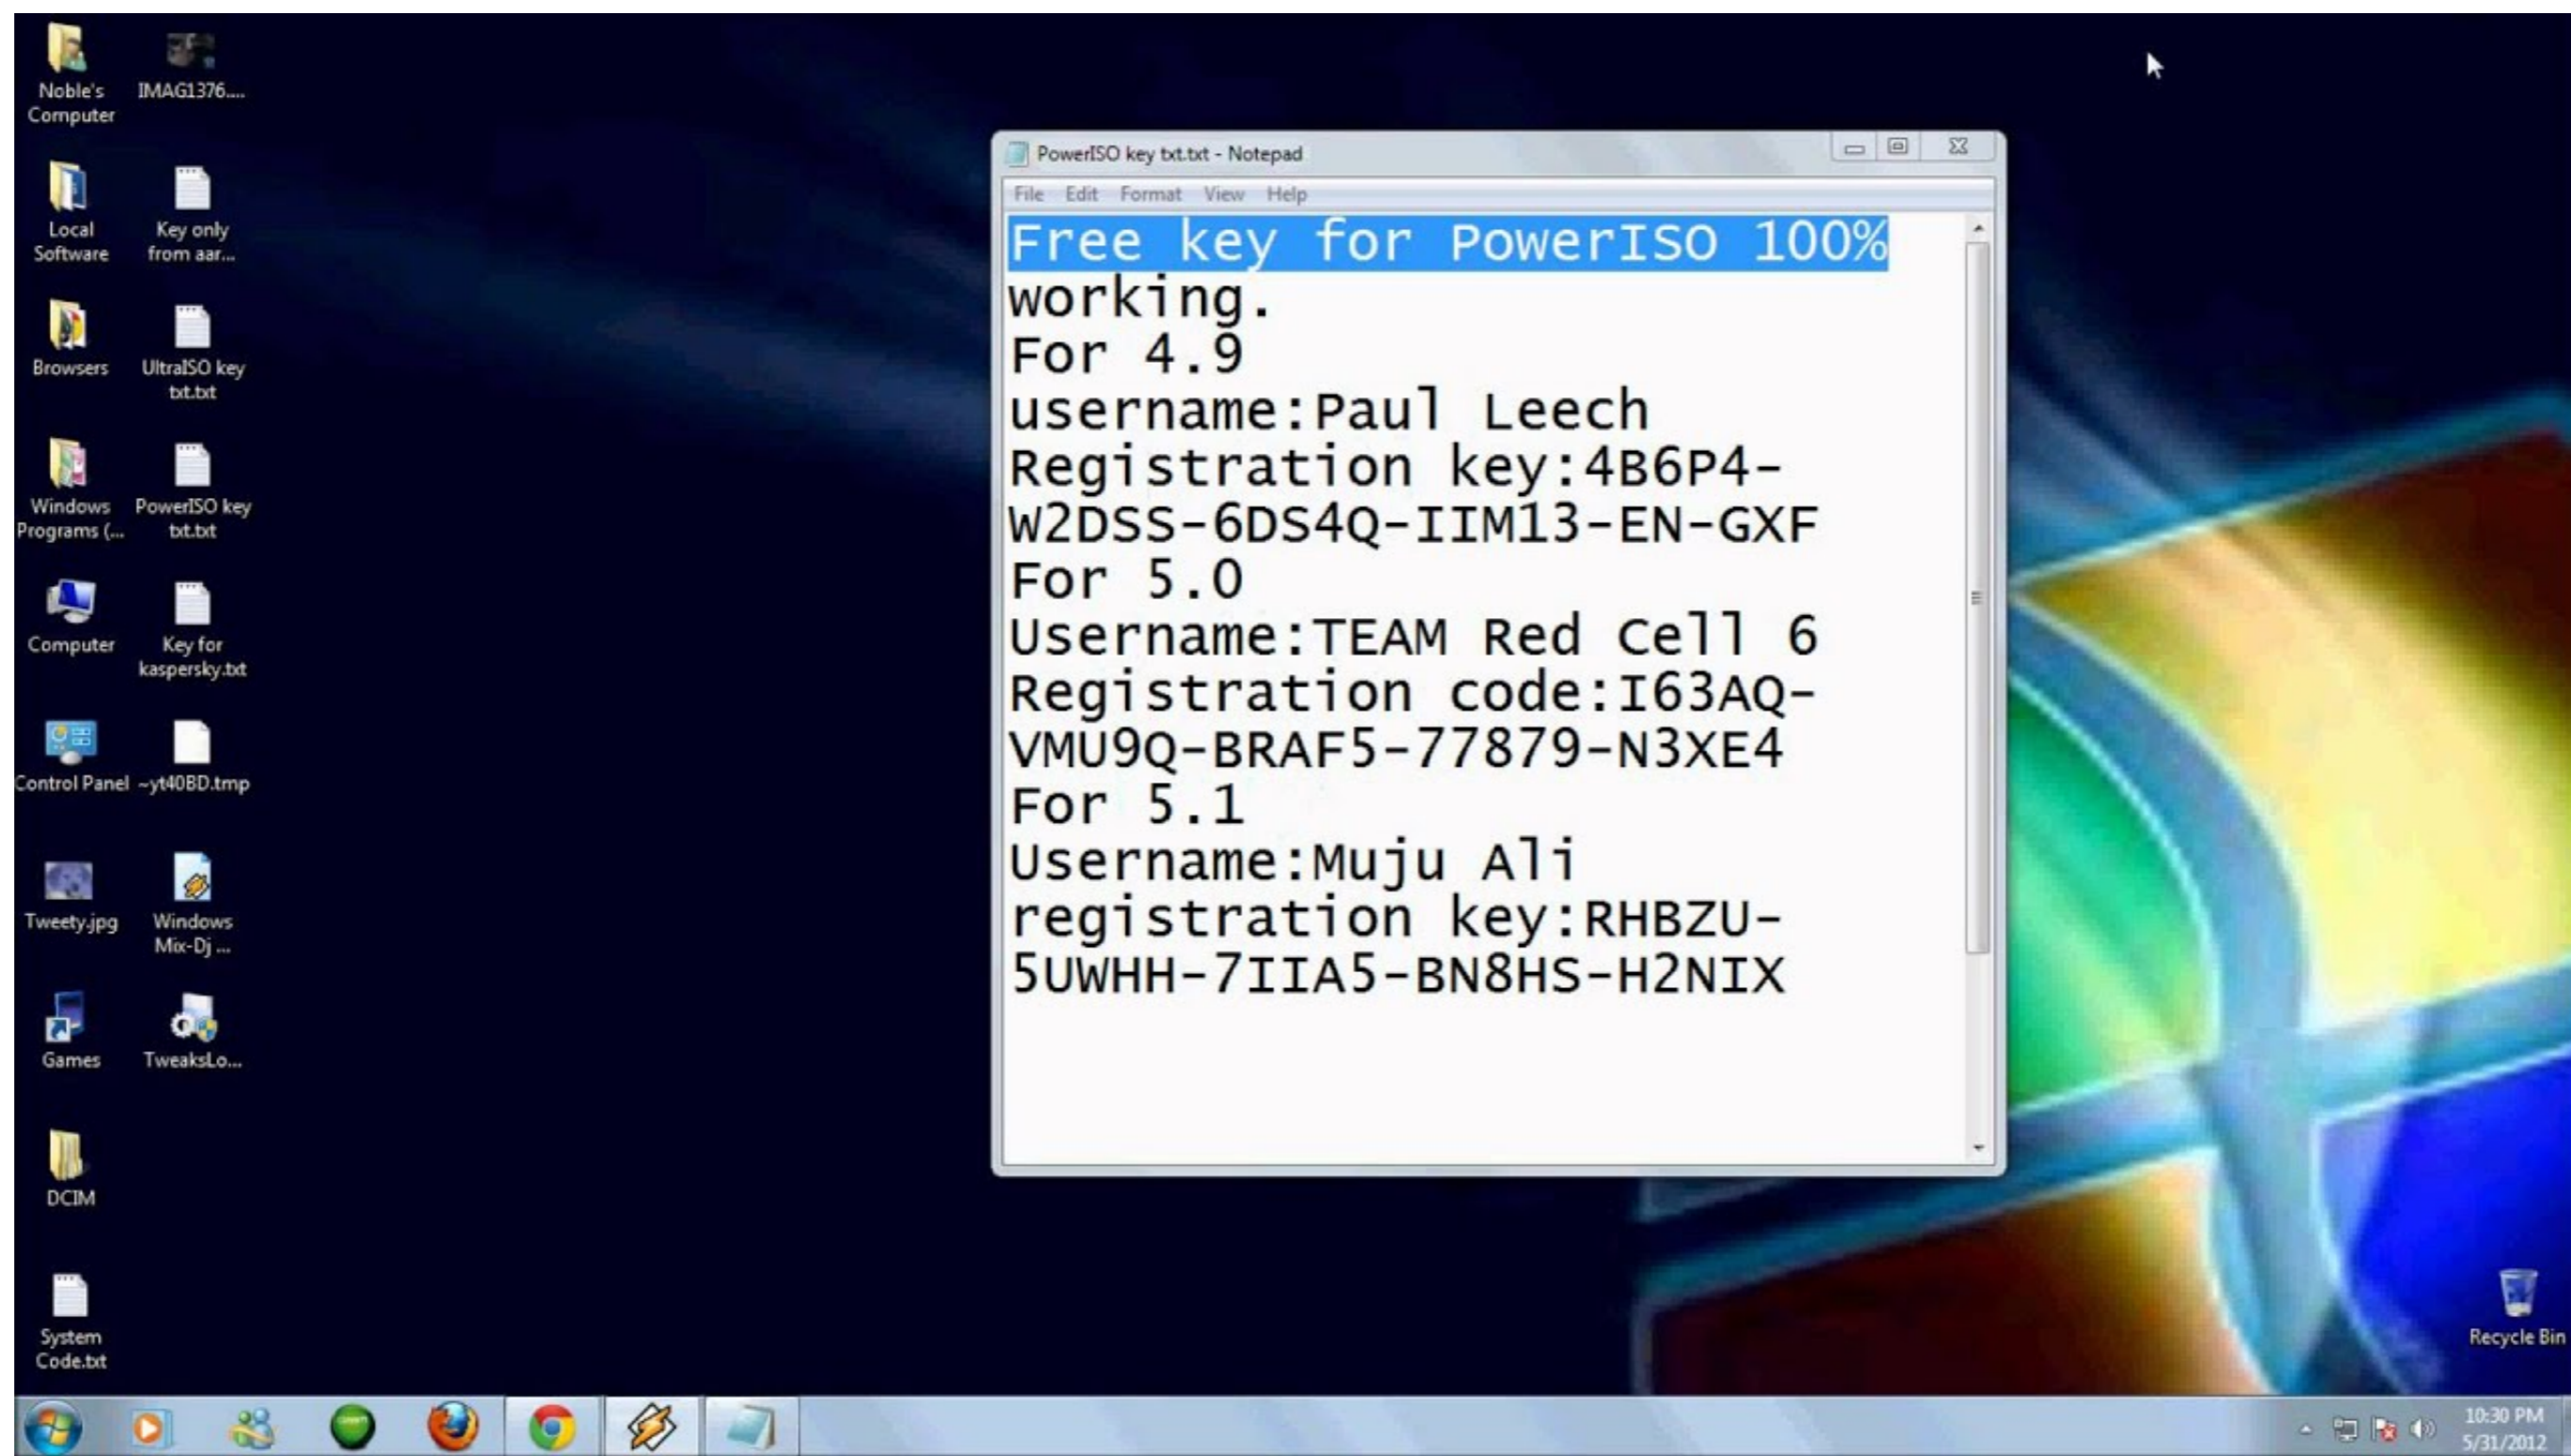 Noble's
Computer
IMAG1376....
Local
Software
Key only
from aar...
Browsers
UltraISO key
txt.txt
Windows
Programs (...
PowerISO key
txt.txt
Computer
Key for
kaspersky.txt
Control Panel
~yt40BD.tmp
Tweety.jpg
Windows
Mix-Dj ...
Games
TweaksLo...
DCIM
System
Code.txt
PowerISO key txt.txt - Notepad
File Edit Format View Help
Free key for PowerISO 100%
working.
For 4.9
username:Paul Leech
Registration key:4B6P4-
W2DSS-6DS4Q-IIM13-EN-GXF
For 5.0
Username:TEAM Red Cell 6
Registration code:I63AQ-
VMU9Q-BRAF5-77879-N3XE4
For 5.1
Username:Muju Ali
registration key:RHBZU-
5UWHH-7IIA5-BN8HS-H2NIX
Recycle Bin
10:30 PM
5/31/2012